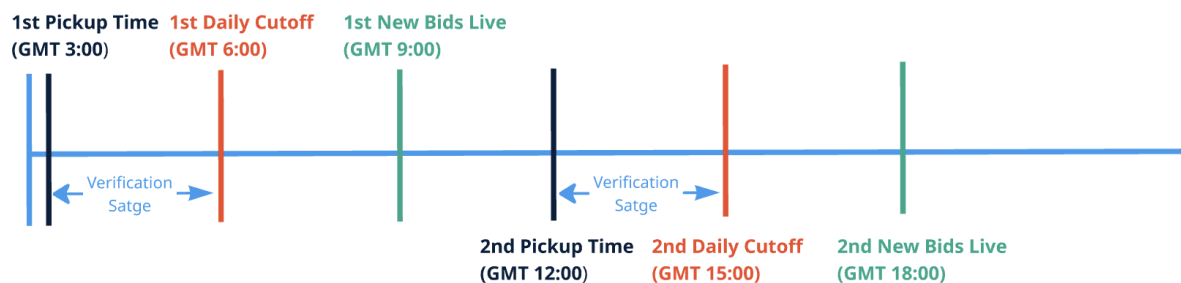 1st Pickup Time
(GMT 3:00)
1st Daily Cutoff
(GMT 6:00)
1st New Bids Live
(GMT 9:00)
Verification
Satge
Verification
Satge
2nd Pickup Time
(GMT 12:00)
2nd Daily Cutoff
(GMT 15:00)
2nd New Bids Live
(GMT 18:00)